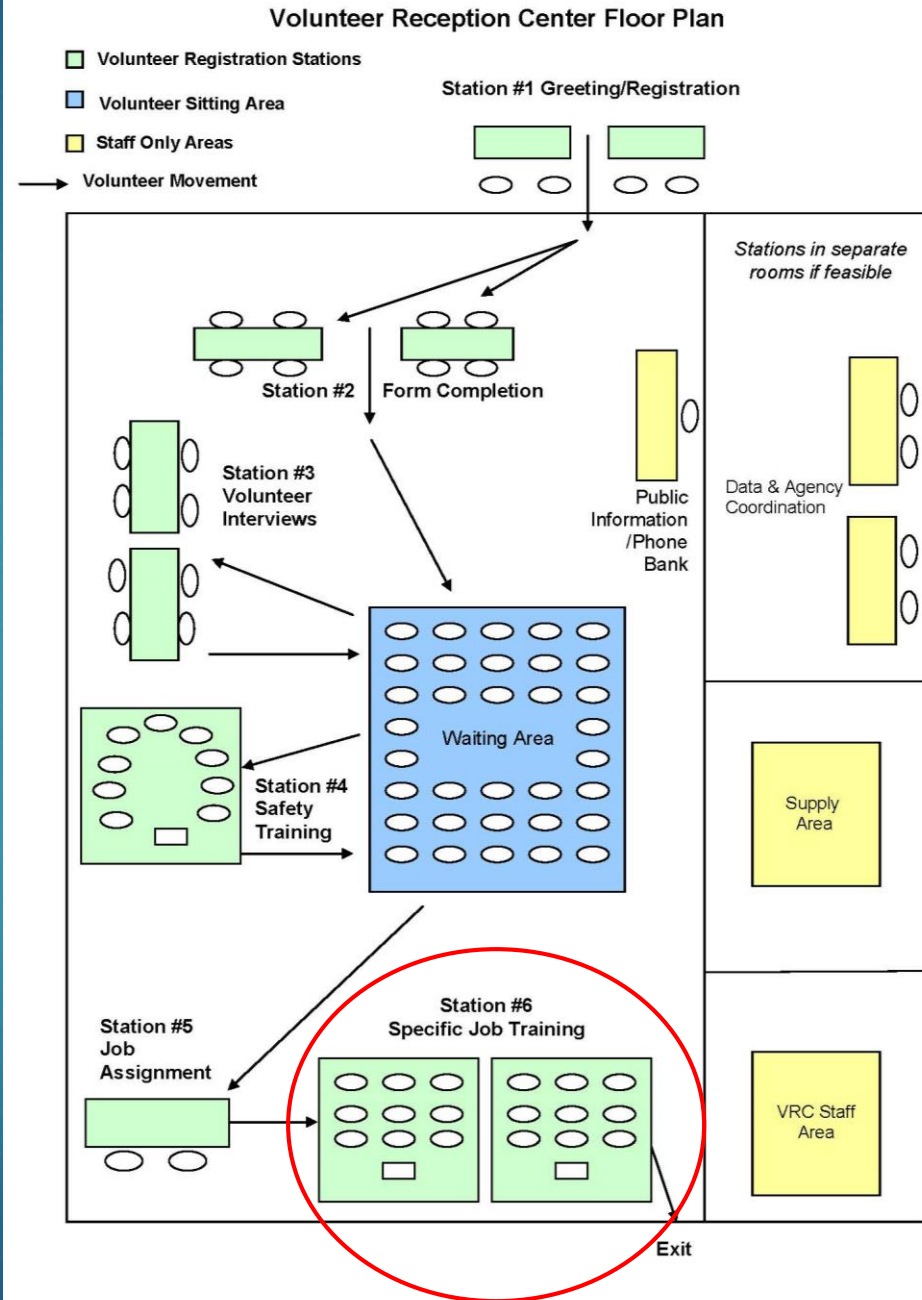 Volunteer Reception Center Floor Plan
Volunteer Registration Stations
Volunteer Sitting Area
Staff Only Areas
Volunteer Movement
Station #1 Greeting/Registration
Stations in separate
rooms if feasible
Station #2
Form Completion
Station #3
Volunteer
Interviews
Public
Information
/Phone
Bank
Data & Agency
Coordination
Waiting Area
Station #4
Safety
Training
Supply
Area
Station #5
Job
Assignment
Station #6
Specific Job Training
VRC Staff
Area
Exit